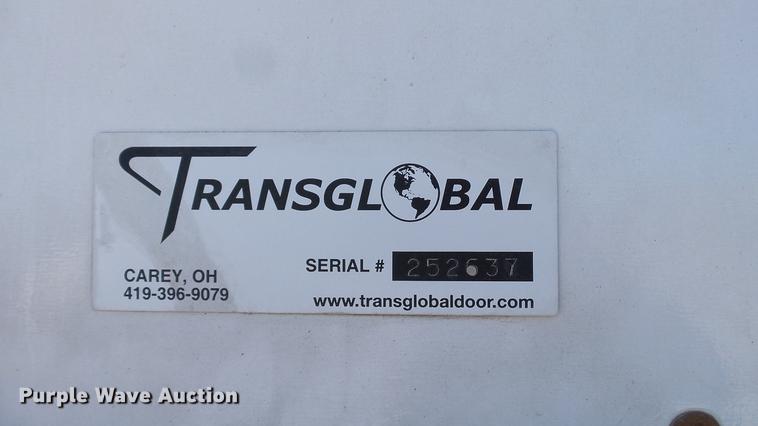 TRANSGLOBAL
SERIAL # 252637
CAREY, OH
419-396-9079
www.transglobaldoor.com
Purple Wave Auction